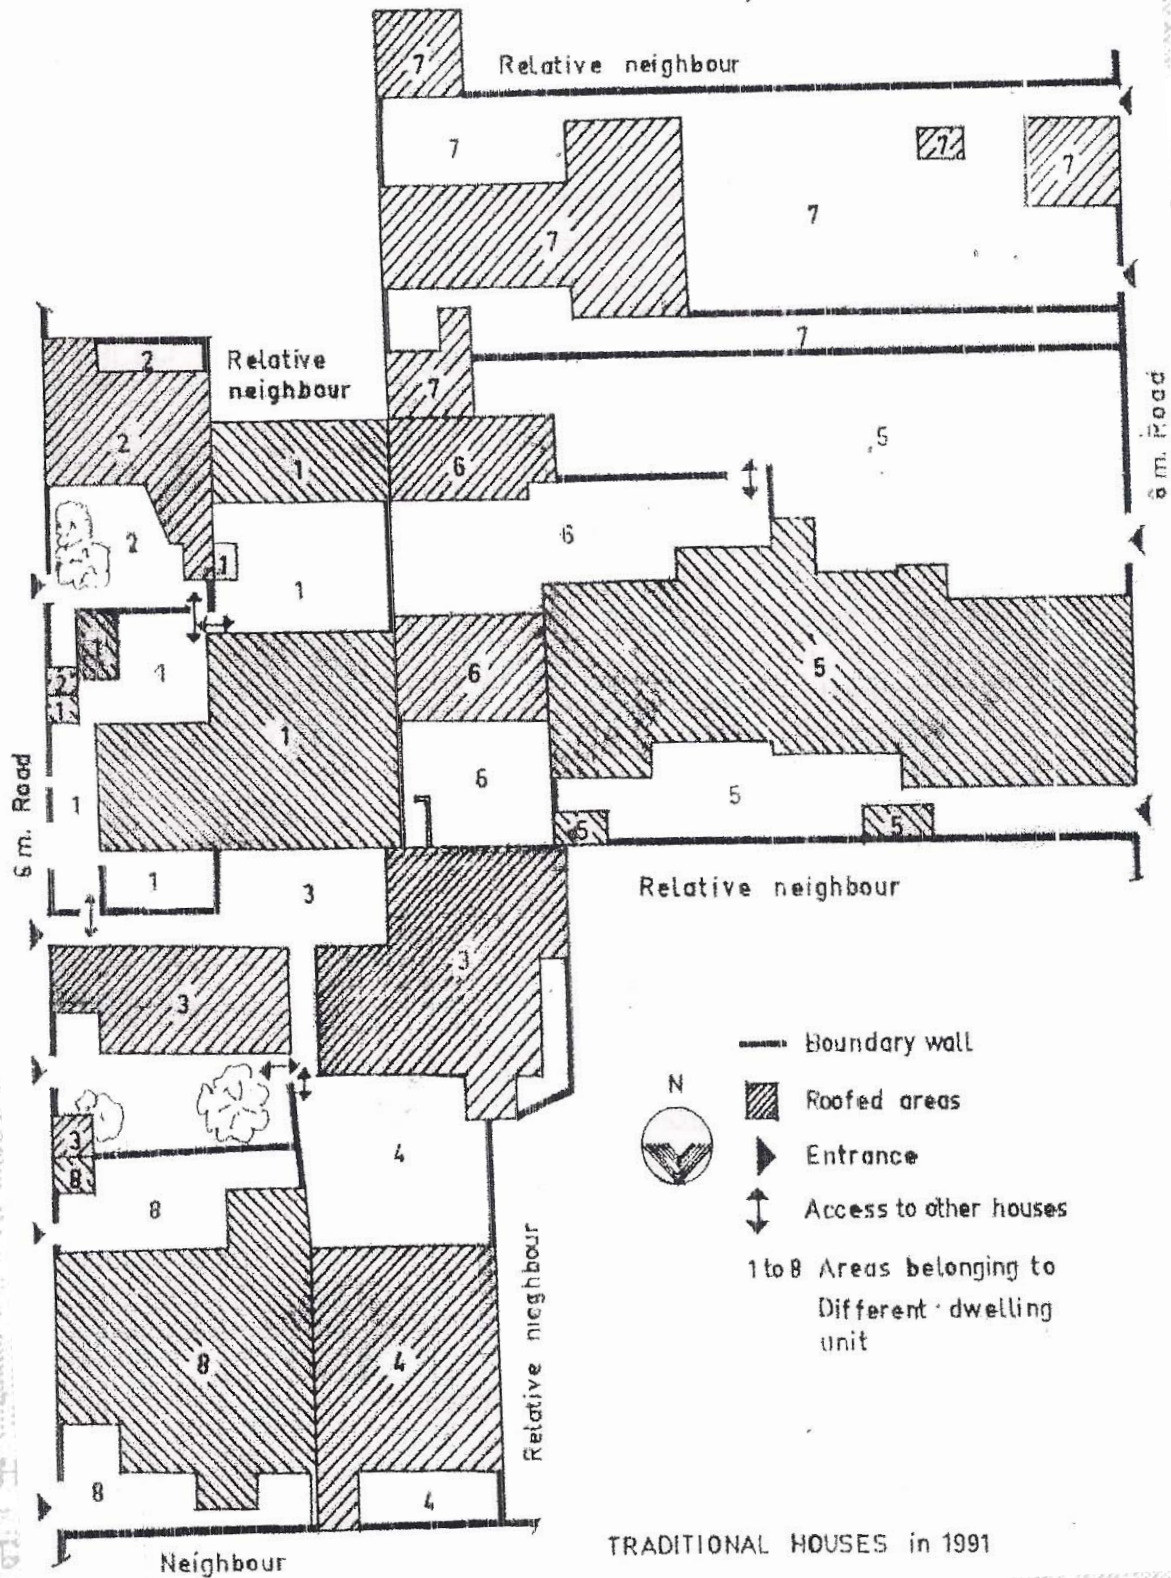 Relative neighbour
7
7
7
7
7
7
7
7
2
Relative
neighbour
2
1
6
5
2
1
6
1
1
1
2
1
6
5
1
1
6
5
5
5
6 m. Road
6 m. Road
1
3
Relative neighbour
3
3
3
8
4
8
8
4
8
4
Relative nieghbour
Neighbour
Boundary wall
N
Roofed areas
Entrance
Access to other houses
1 to 8 Areas belonging to
Different dwelling
unit
TRADITIONAL HOUSES in 1991